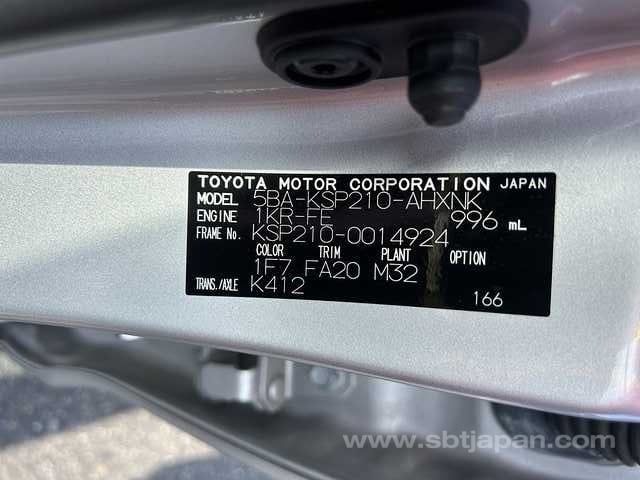 TOYOTA MOTOR CORPORATION JAPAN
MODEL 5BA-KSP210-AHXNK
ENGINE 1KR-FE 996 mL
FRAME No. KSP210-0014924
COLOR TRIM PLANT OPTION
1F7 FA20 M32
TRANS./AXLE K412
166
www.sbtjapan.com